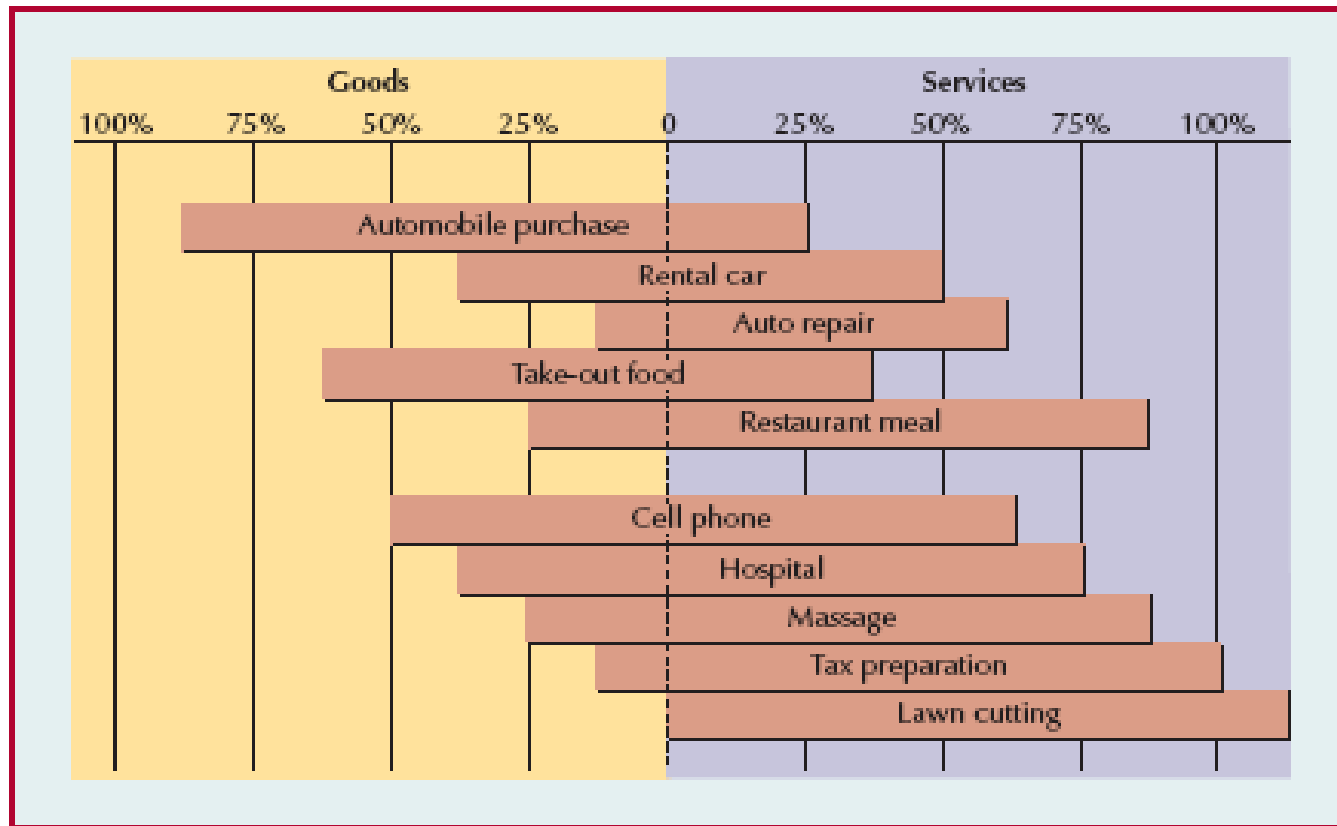 Goods Services
100% 75% 50% 25% 0 25% 50% 75% 100%
Automobile purchase
Rental car
Auto repair
Take-out food
Restaurant meal
Cell phone
Hospital
Massage
Tax preparation
Lawn cutting